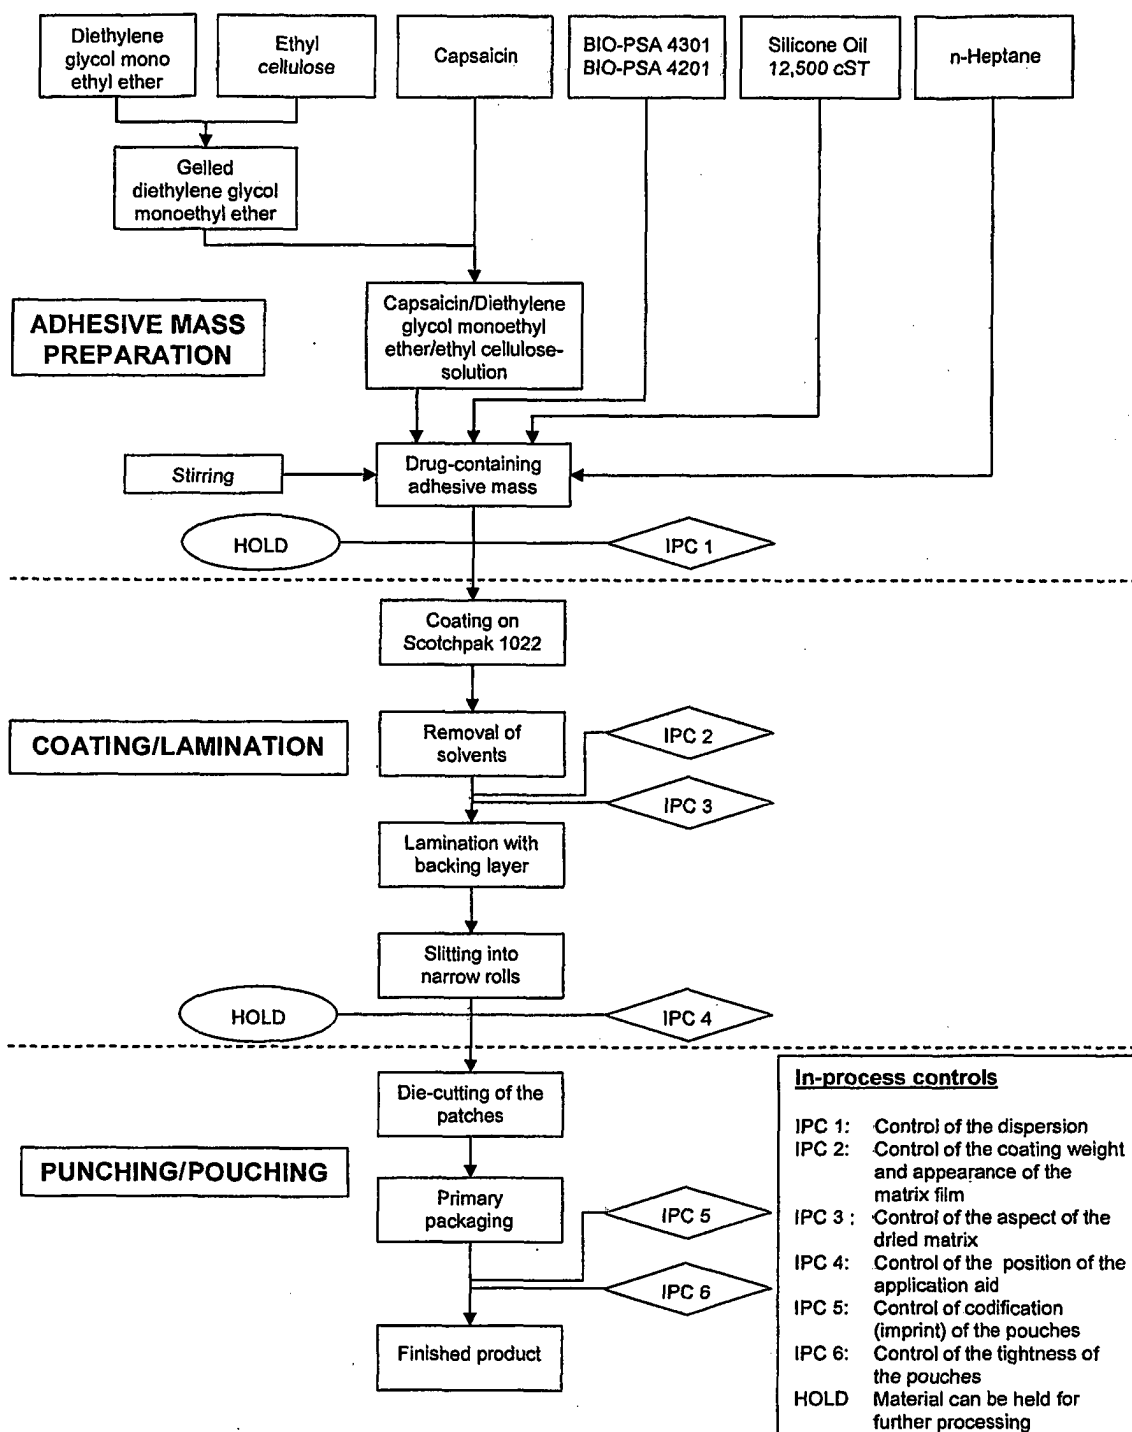 Diethylene
glycol mono
ethyl ether
Ethyl
cellulose
Capsaicin
BIO-PSA 4301
BIO-PSA 4201
Silicone Oil
12,500 cST
n-Heptane
Gelled
diethylene glycol
monoethyl ether
ADHESIVE MASS
PREPARATION
Capsaicin/Diethylene
glycol monoethyl
ether/ethyl cellulose-
solution
Stirring
Drug-containing
adhesive mass
HOLD
IPC 1
Coating on
Scotchpak 1022
COATING/LAMINATION
Removal of
solvents
IPC 2
IPC 3
Lamination with
backing layer
Slitting into
narrow rolls
HOLD
IPC 4
Die-cutting of the
patches
PUNCHING/POUCHING
Primary
packaging
IPC 5
IPC 6
Finished product
In-process controls
IPC 1: Control of the dispersion
IPC 2: Control of the coating weight
and appearance of the
matrix film
IPC 3 : Control of the aspect of the
dried matrix
IPC 4: Control of the position of the
application aid
IPC 5: Control of codification
(imprint) of the pouches
IPC 6: Control of the tightness of
the pouches
HOLD Material can be held for
further processing